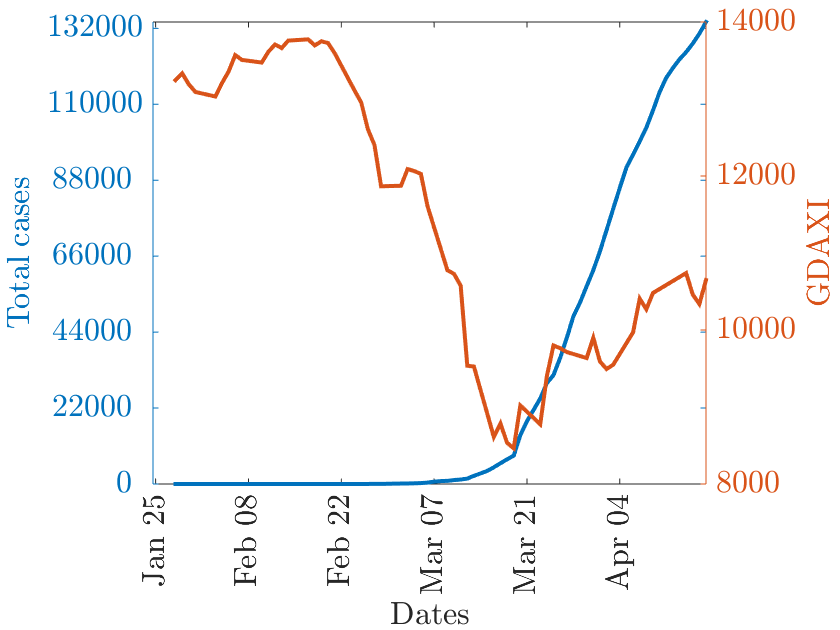 132000
110000
88000
66000
44000
22000
0
Total cases
14000
12000
10000
8000
GDAXI
Jan 25
Feb 08
Feb 22
Mar 07
Mar 21
Apr 04
Dates